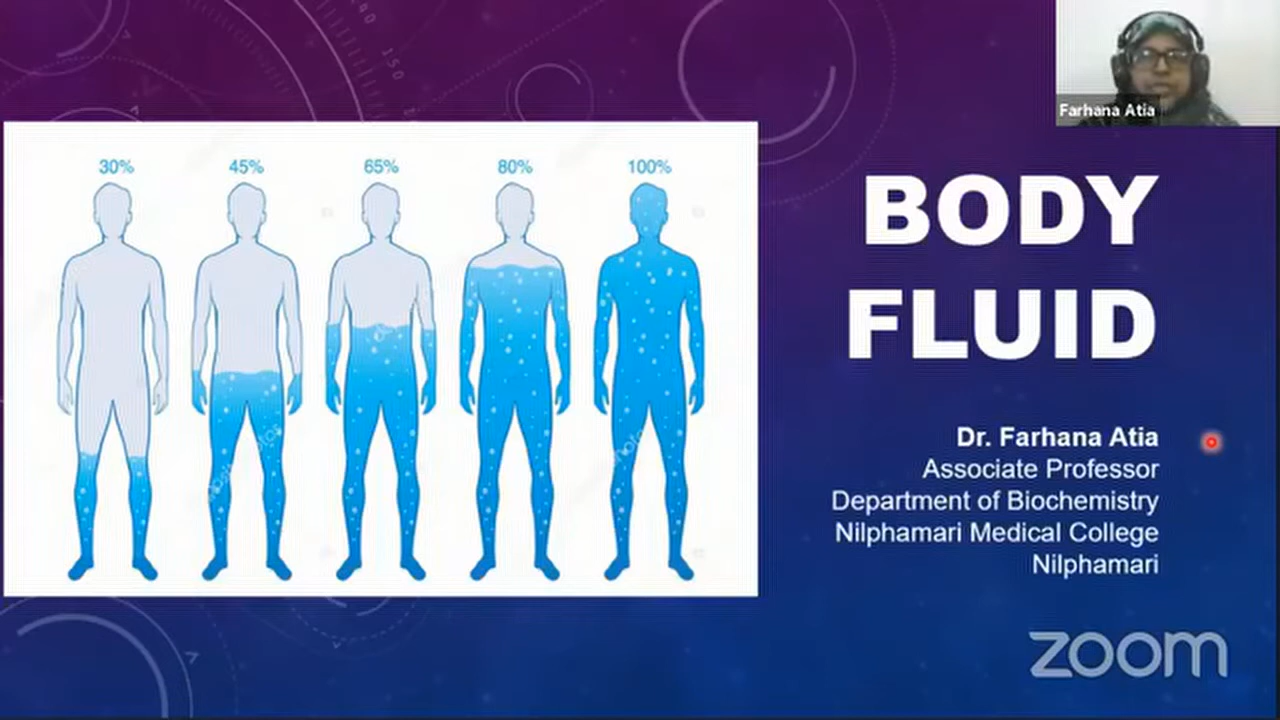 Farhana Atia
30% 45% 65% 80% 100%
BODY
FLUID
Dr. Farhana Atia
Associate Professor
Department of Biochemistry
Nilphamari Medical College
Nilphamari
zoom